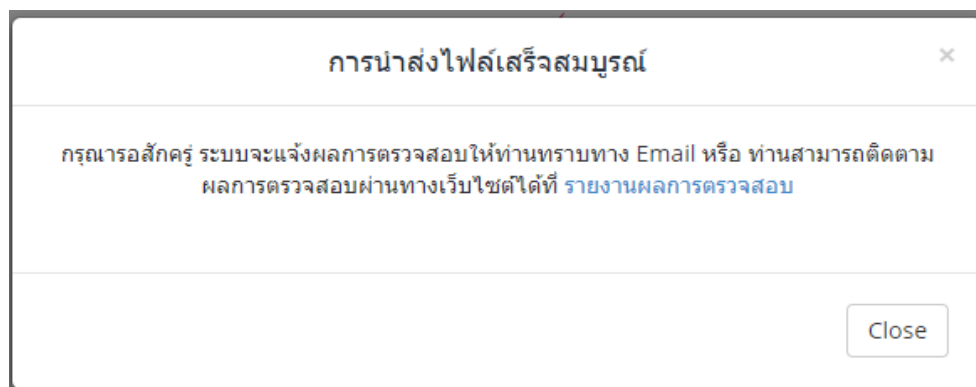 การนำส่งไฟล์เสร็จสมบูรณ์
×
กรุณารอสักครู่ ระบบจะแจ้งผลการตรวจสอบให้ท่านทราบทาง Email หรือ ท่านสามารถติดตาม
ผลการตรวจสอบผ่านทางเว็บไซต์ได้ที่ รายงานผลการตรวจสอบ
Close